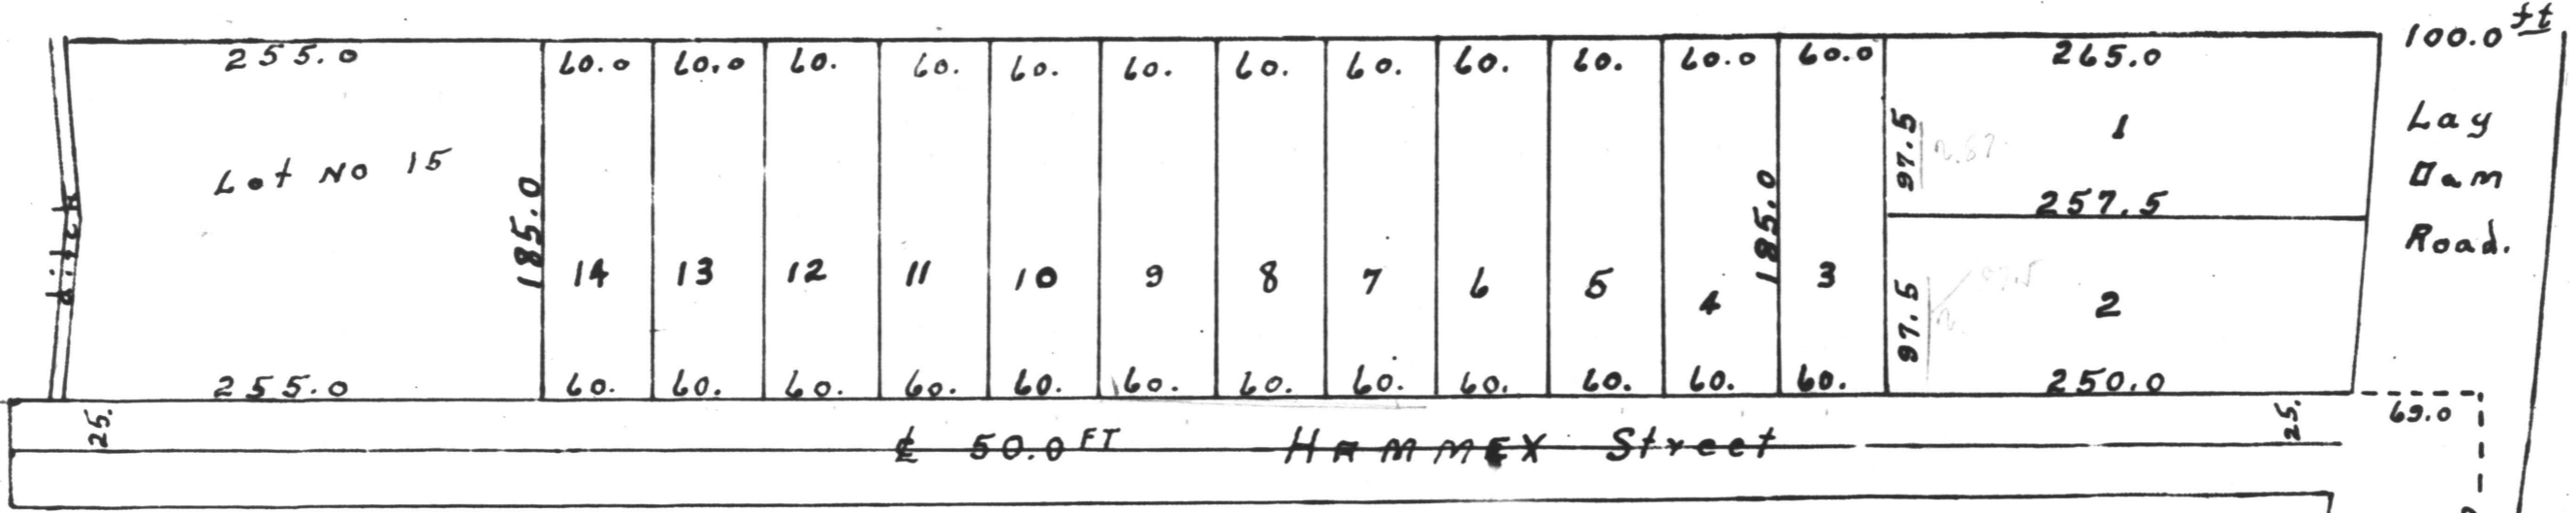 255.0 60.0 60.0 60. 60. 60. 60. 60. 60. 60. 60. 60.0 60.0 265.0 100.0 ft
Lot No 15
185.0
185.0
97.5
1
257.5
Lay
Dam
Road.
ditch
14 13 12 11 10 9 8 7 6 5 4 3
97.5
2
255.0 60. 60. 60. 60. 60. 60. 60. 60. 60. 60. 60. 60. 250.0
25.
25.
69.0
℄ 50.0 FT HAMMEX Street